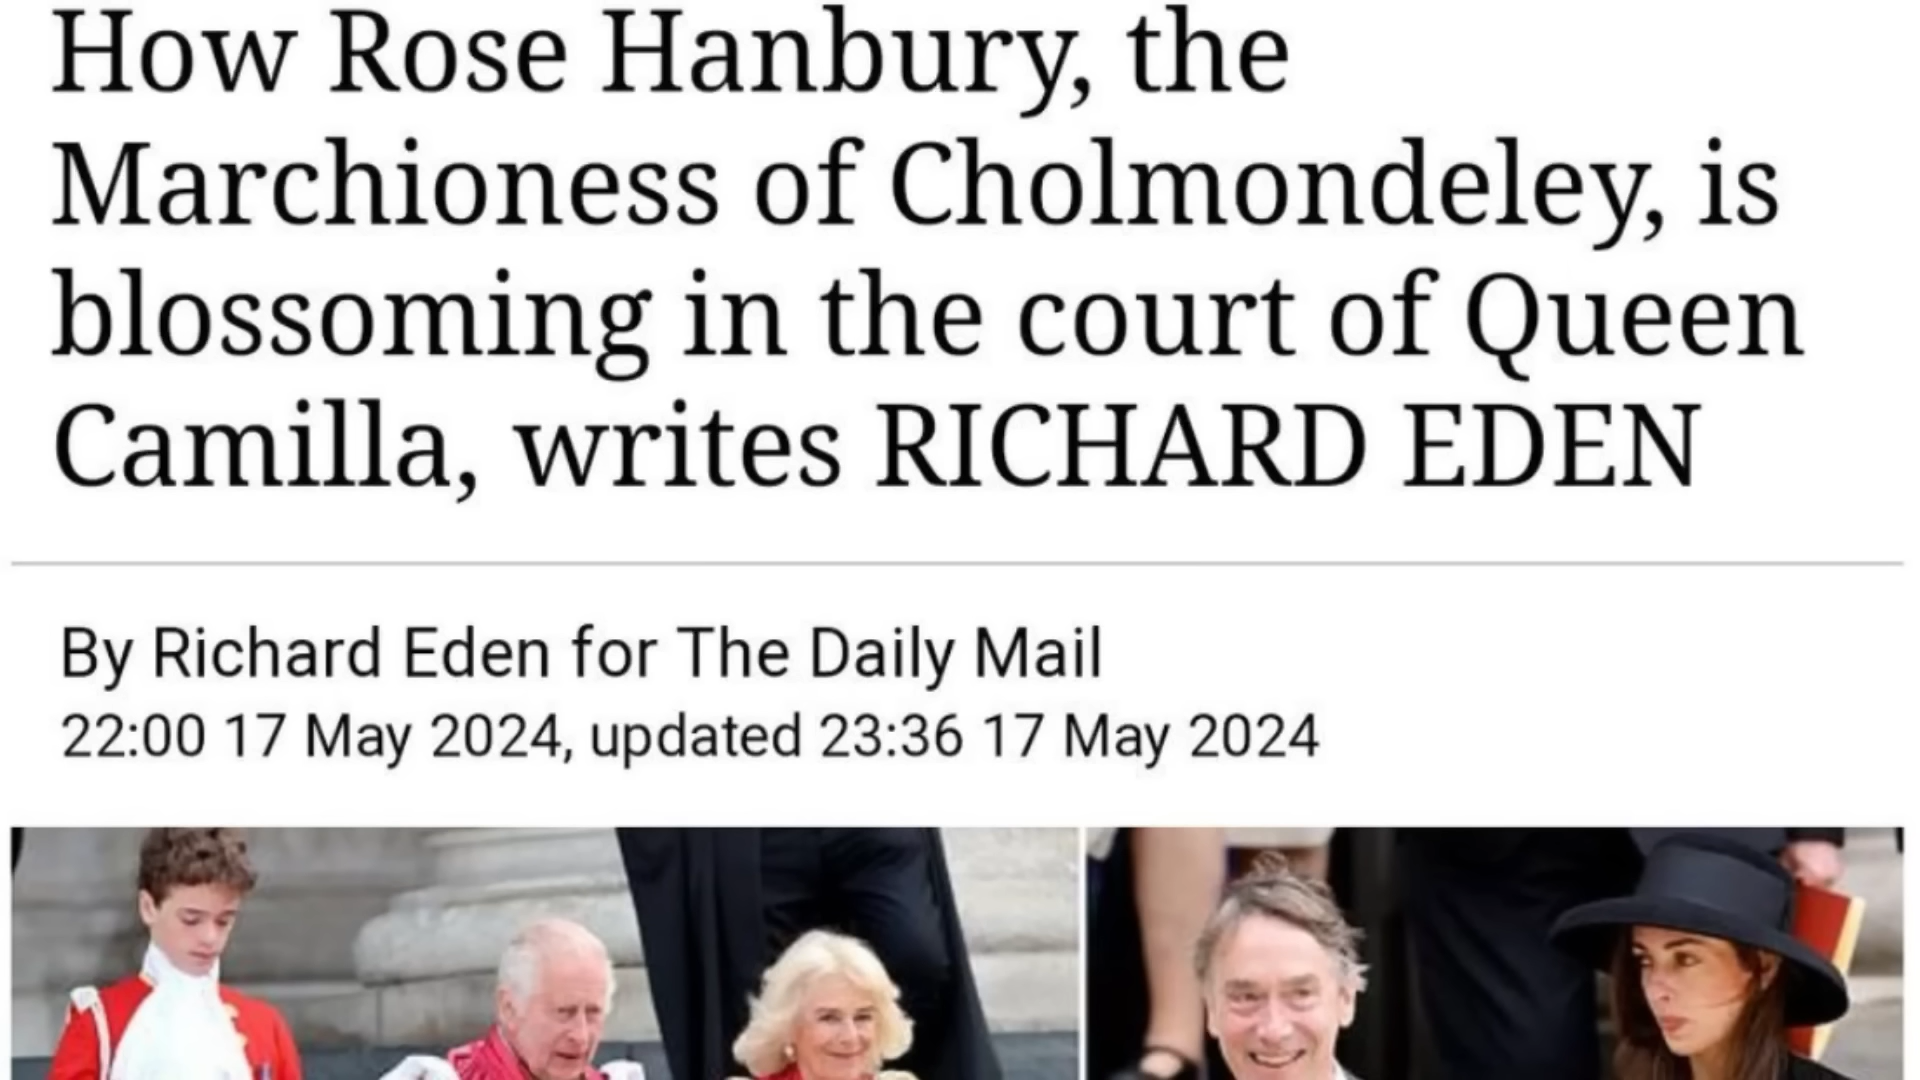 How Rose Hanbury, the
Marchioness of Cholmondeley, is
blossoming in the court of Queen
Camilla, writes RICHARD EDEN
By Richard Eden for The Daily Mail
22:00 17 May 2024, updated 23:36 17 May 2024